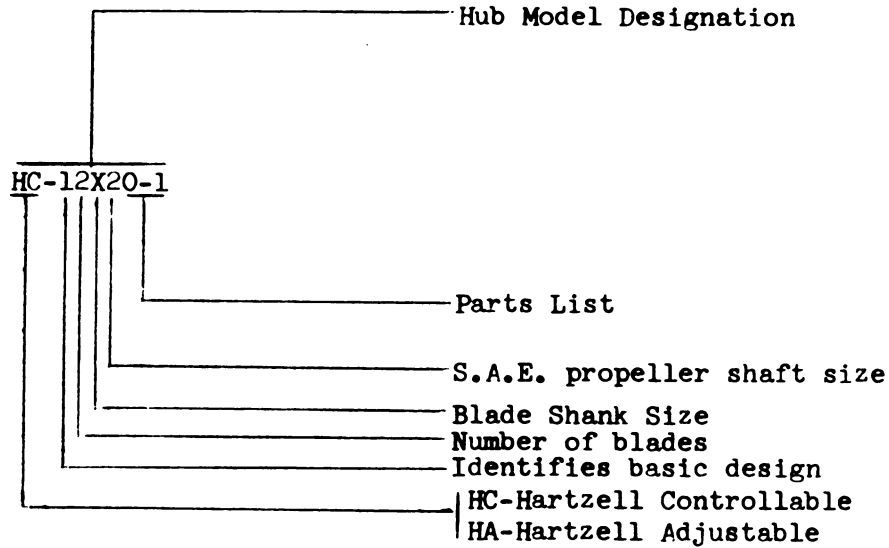 Hub Model Designation
HC-12X20-1
Parts List
S.A.E. propeller shaft size
Blade Shank Size
Number of blades
Identifies basic design
HC-Hartzell Controllable
HA-Hartzell Adjustable